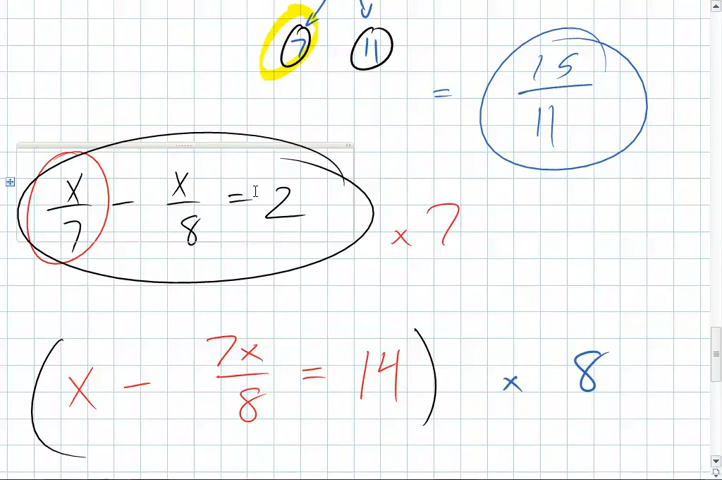 7 11
= 15/11
x/7 - x/8 = 2 x 7
(x - 7x/8 = 14) x 8